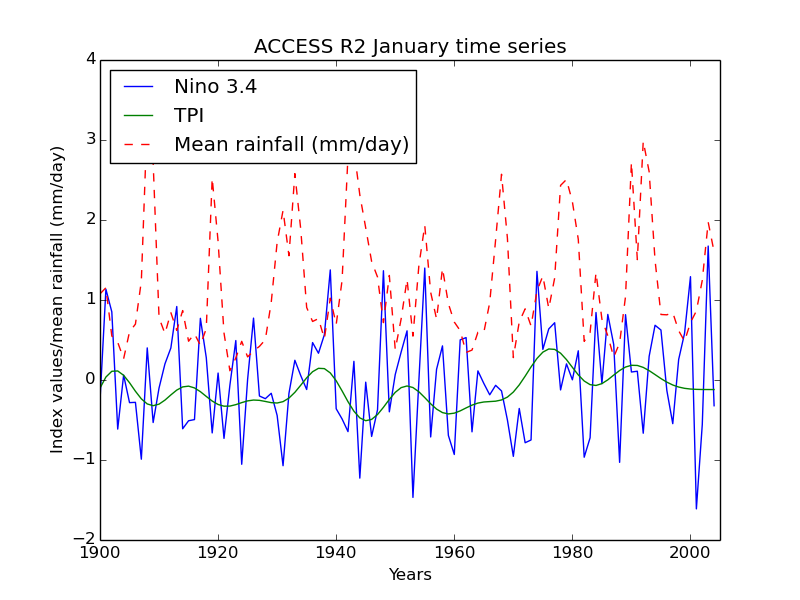 ACCESS R2 January time series
4
3
2
1
0
−1
−2
Nino 3.4
TPI
Mean rainfall (mm/day)
Index values/mean rainfall (mm/day)
1900 1920 1940 1960 1980 2000
Years